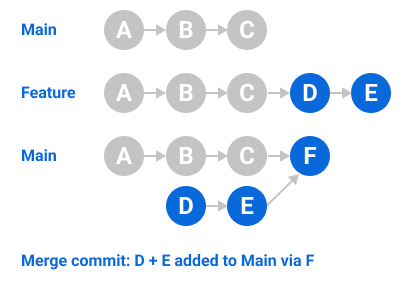 Main A B C
Feature A B C D E
Main A B C F
D E
Merge commit: D + E added to Main via F